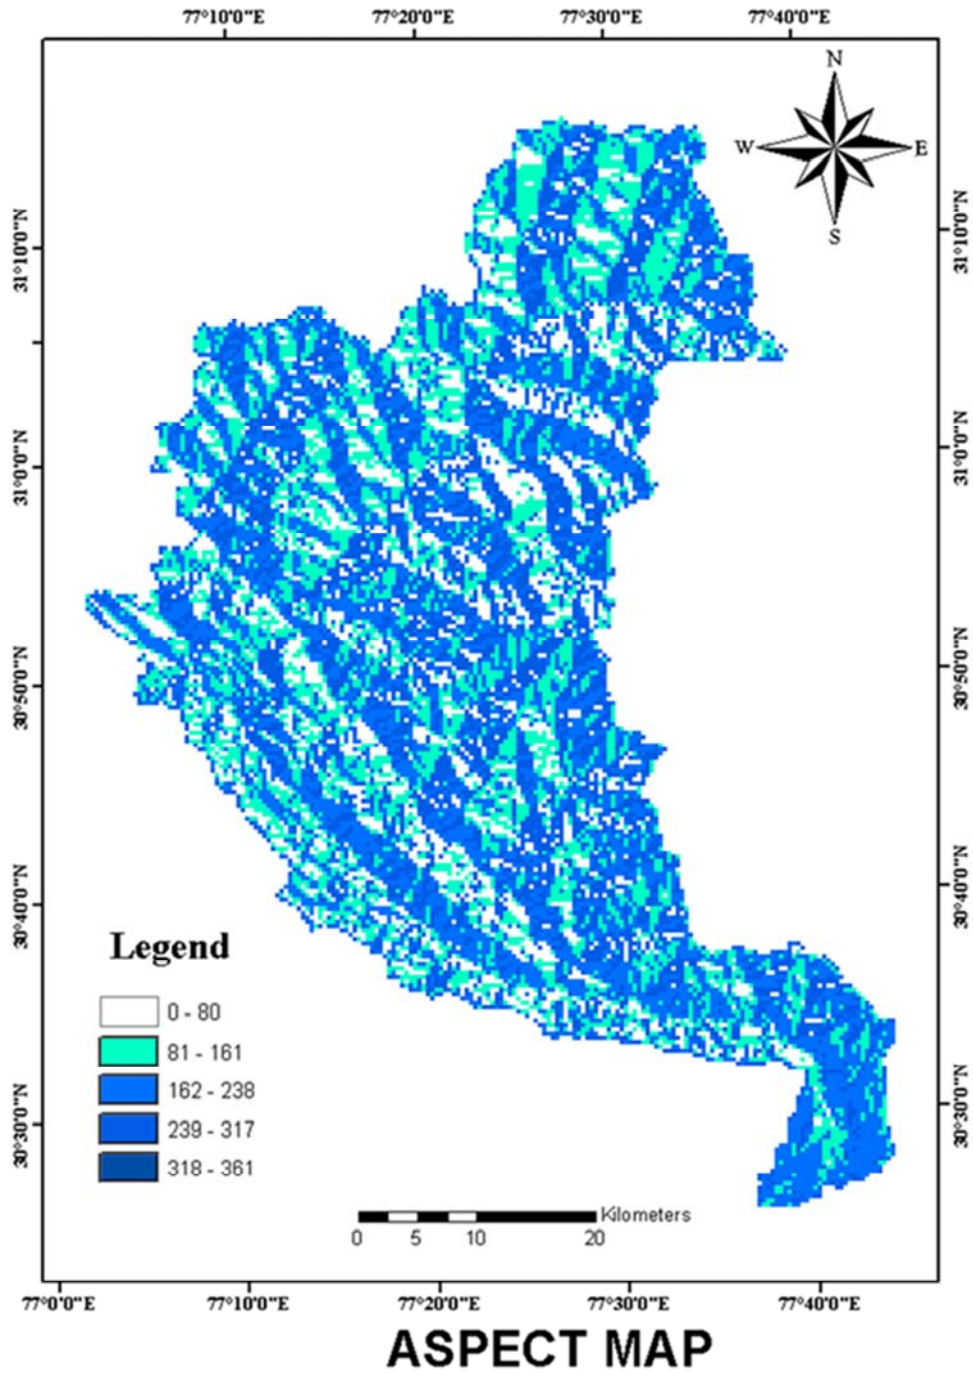 77°10'0"E 77°20'0"E 77°30'0"E 77°40'0"E
N
W E
S
31°10'0"N 31°10'0"N
31°0'0"N 31°0'0"N
30°50'0"N 30°50'0"N
30°40'0"N 30°40'0"N
30°30'0"N 30°30'0"N
Legend
0 - 80
81 - 161
162 - 238
239 - 317
318 - 361
Kilometers
0 5 10 20
77°0'0"E 77°10'0"E 77°20'0"E 77°30'0"E 77°40'0"E
ASPECT MAP